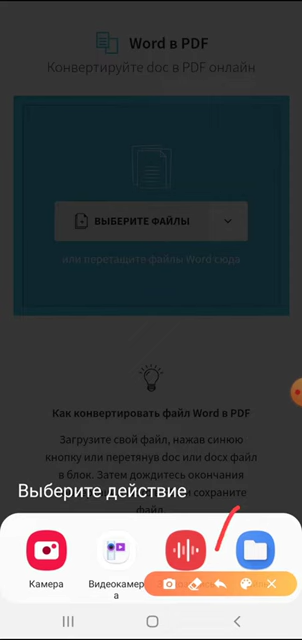 Word в PDF
Конвертируйте doc в PDF онлайн
ВЫБЕРИТЕ ФАЙЛЫ
или перетащите файлы Word сюда
Как конвертировать файл Word в PDF
Загрузите свой файл, нажав синюю
кнопку или перетянув doc или docx файл
в блок. Затем дождитесь окончания
и сохраните
файл.
Выберите действие
Камера
Видеокамер
а